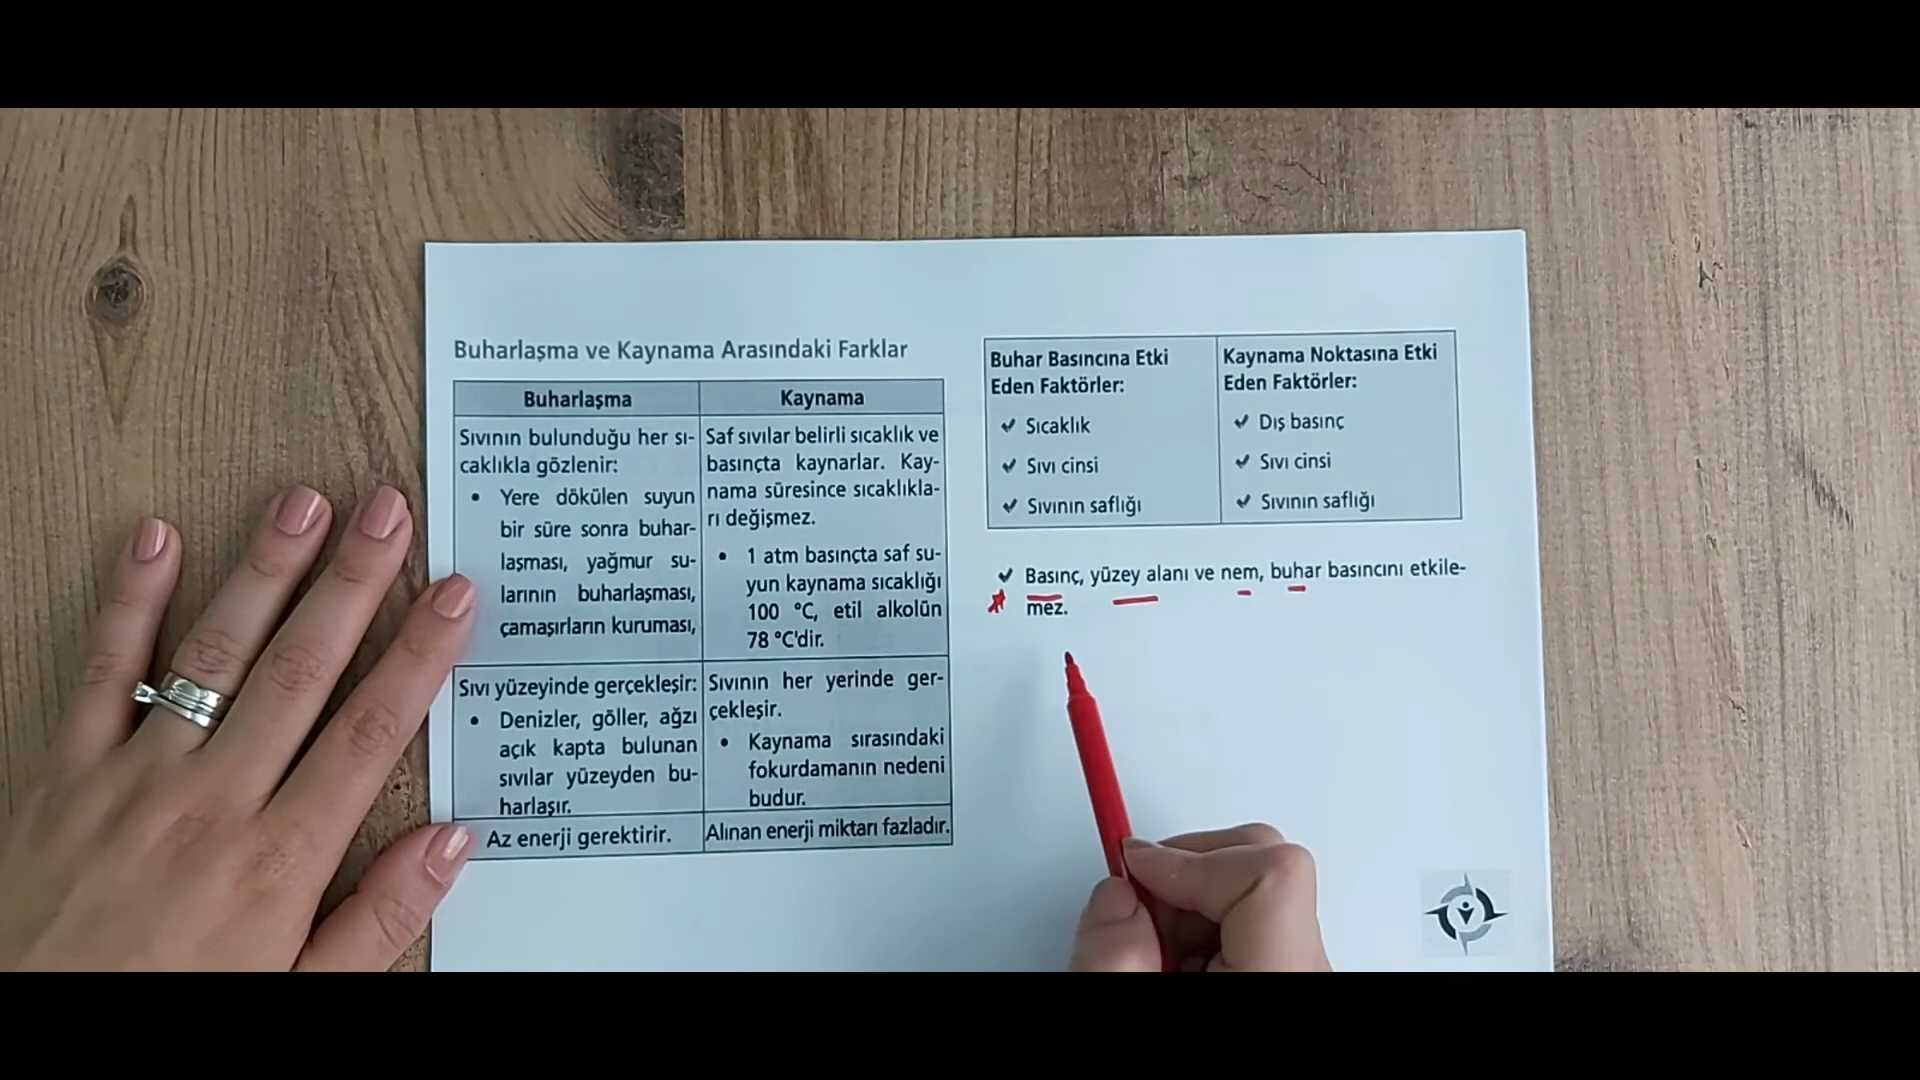 Buharlaşma ve Kaynama Arasındaki Farklar
Buharlaşma
Sıvının bulunduğu her sı-
caklıkla gözlenir:
• Yere dökülen suyun
bir süre sonra buhar-
laşması, yağmur su-
larının buharlaşması,
çamaşırların kuruması,
Kaynama
Saf sıvılar belirli sıcaklık ve
basınçta kaynarlar. Kay-
nama süresince sıcaklıkla-
rı değişmez.
• 1 atm basınçta saf su-
yun kaynama sıcaklığı
100 °C, etil alkolün
78 °C'dir.
Sıvı yüzeyinde gerçekleşir:
• Denizler, göller, ağzı
açık kapta bulunan
sıvılar yüzeyden bu-
harlaşır.
Sıvının her yerinde ger-
çekleşir.
• Kaynama sırasındaki
fokurdamanın nedeni
budur.
Az enerji gerektirir.
Alınan enerji miktarı fazladır.
Buhar Basıncına Etki
Eden Faktörler:
✓ Sıcaklık
✓ Sıvı cinsi
✓ Sıvının saflığı
Kaynama Noktasına Etki
Eden Faktörler:
✓ Dış basınç
✓ Sıvı cinsi
✓ Sıvının saflığı
✓ Basınç, yüzey alanı ve nem, buhar basıncını etkile-
mez.